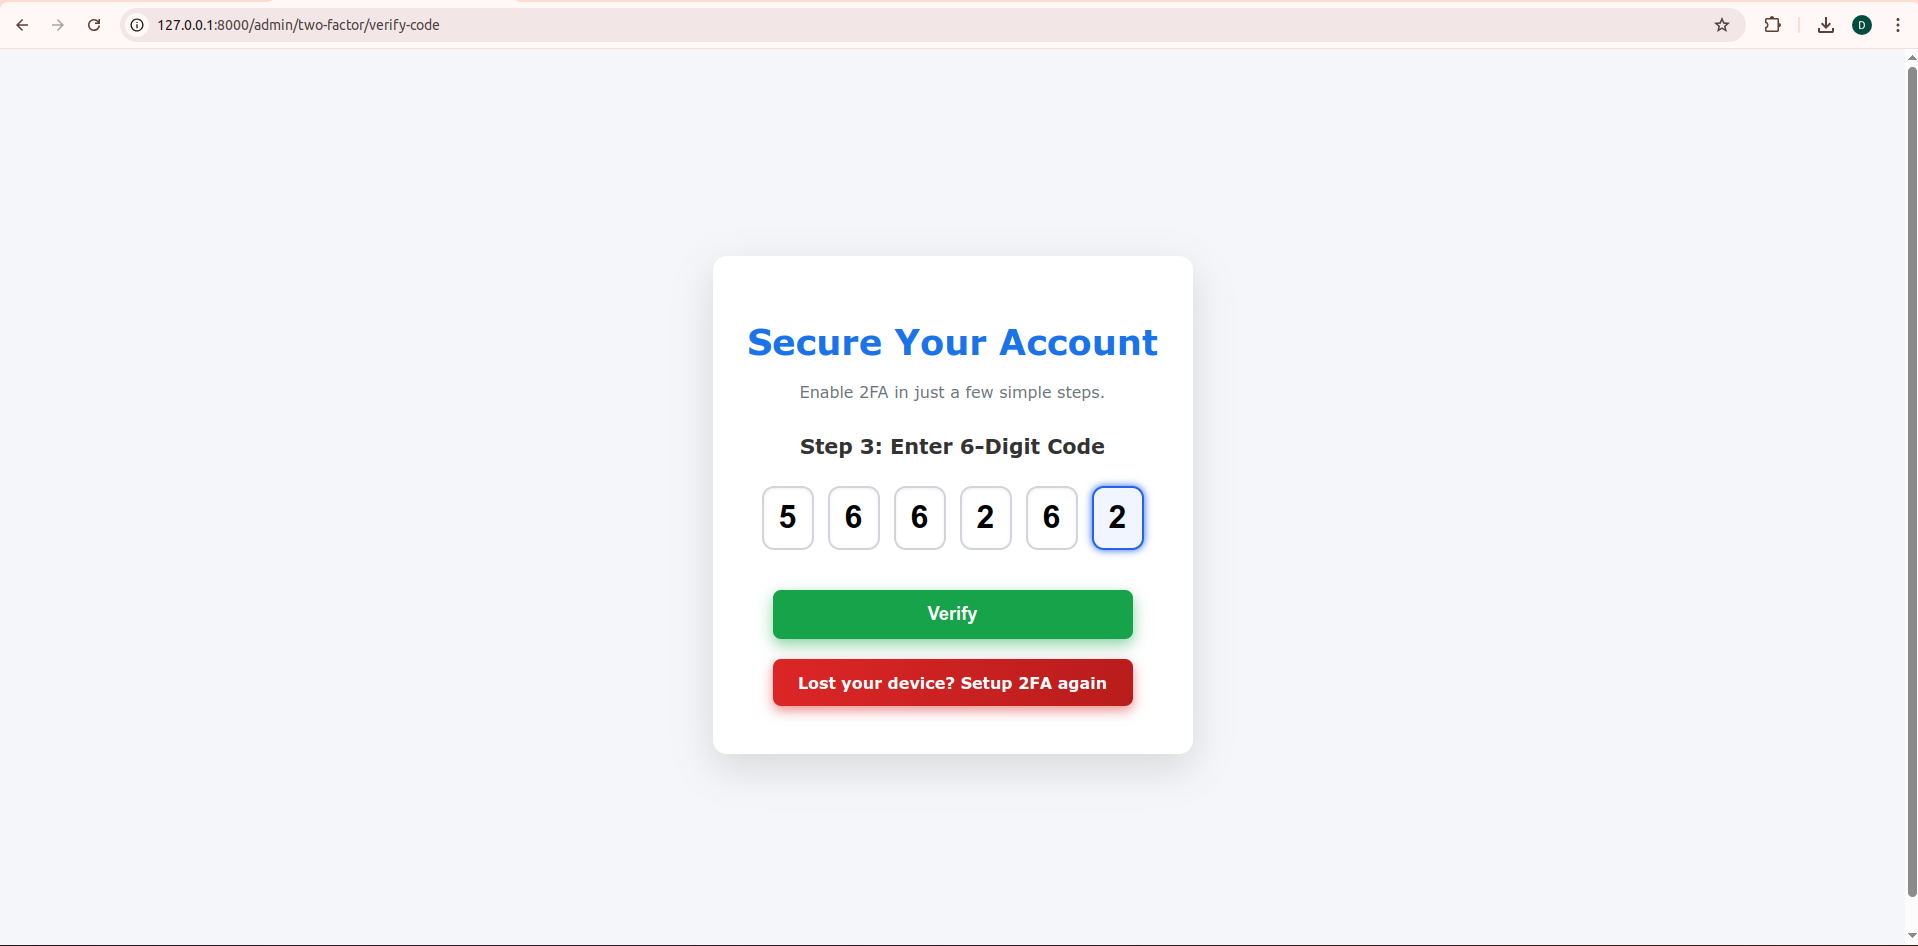 127.0.0.1:8000/admin/two-factor/verify-code
D
Secure Your Account
Enable 2FA in just a few simple steps.
Step 3: Enter 6-Digit Code
5 6 6 2 6 2
Verify
Lost your device? Setup 2FA again